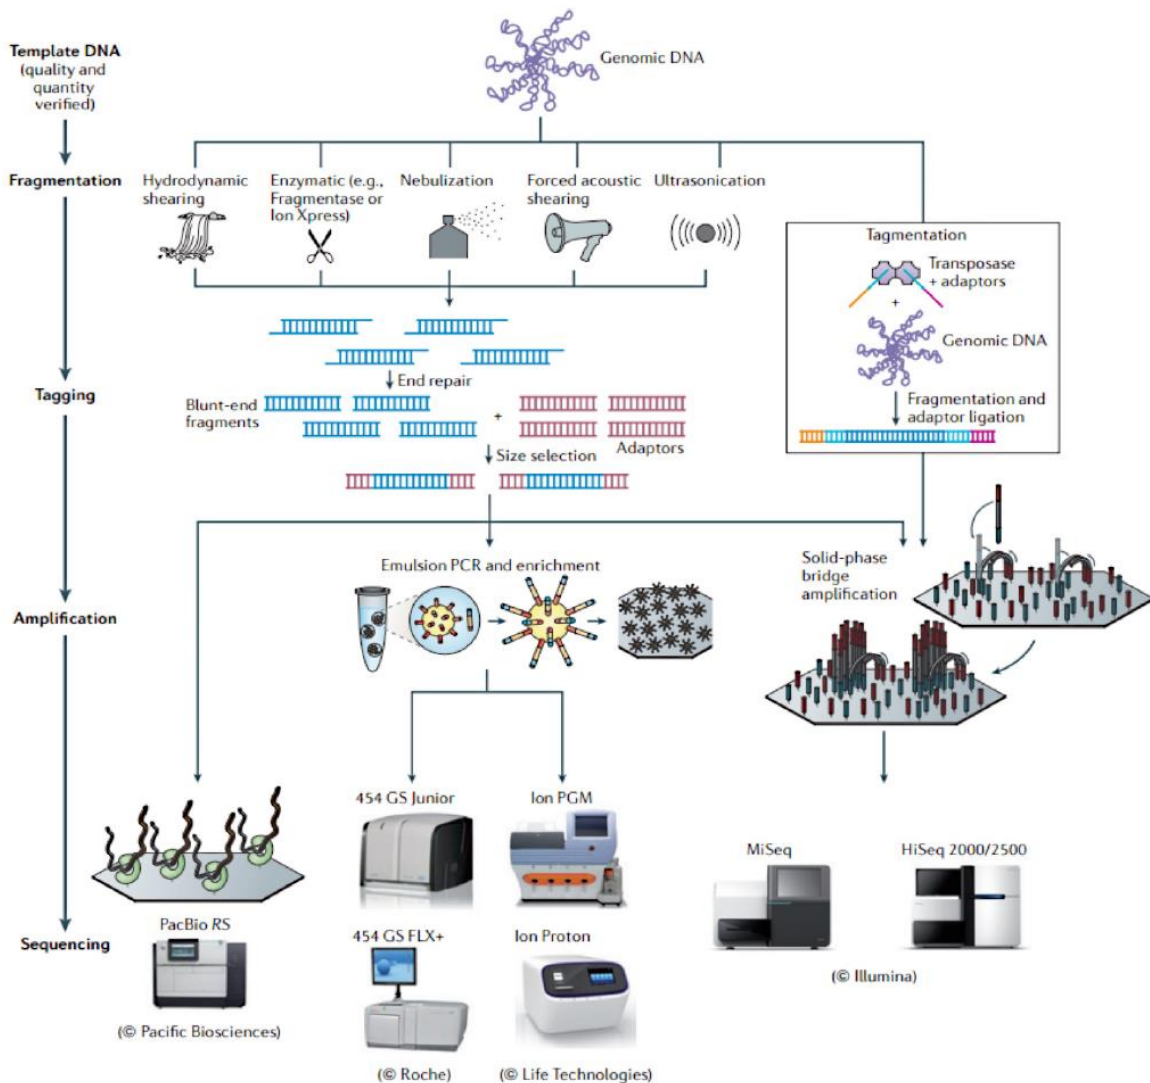 Template DNA
(quality and
quantity
verified)
Genomic DNA
Fragmentation
Hydrodynamic
shearing
Enzymatic (e.g.,
Fragmentase or
Ion Xpress)
Nebulization
Forced acoustic
shearing
Ultrasonication
Tagmentation
Transposase
+ adaptors
+
Genomic DNA
Fragmentation and
adaptor ligation
Tagging
End repair
Blunt-end
fragments
+
Adaptors
Size selection
Amplification
Emulsion PCR and enrichment
Solid-phase
bridge
amplification
Sequencing
PacBio RS
(© Pacific Biosciences)
454 GS Junior
454 GS FLX+
(© Roche)
Ion PGM
Ion Proton
(© Life Technologies)
MiSeq
HiSeq 2000/2500
(© Illumina)